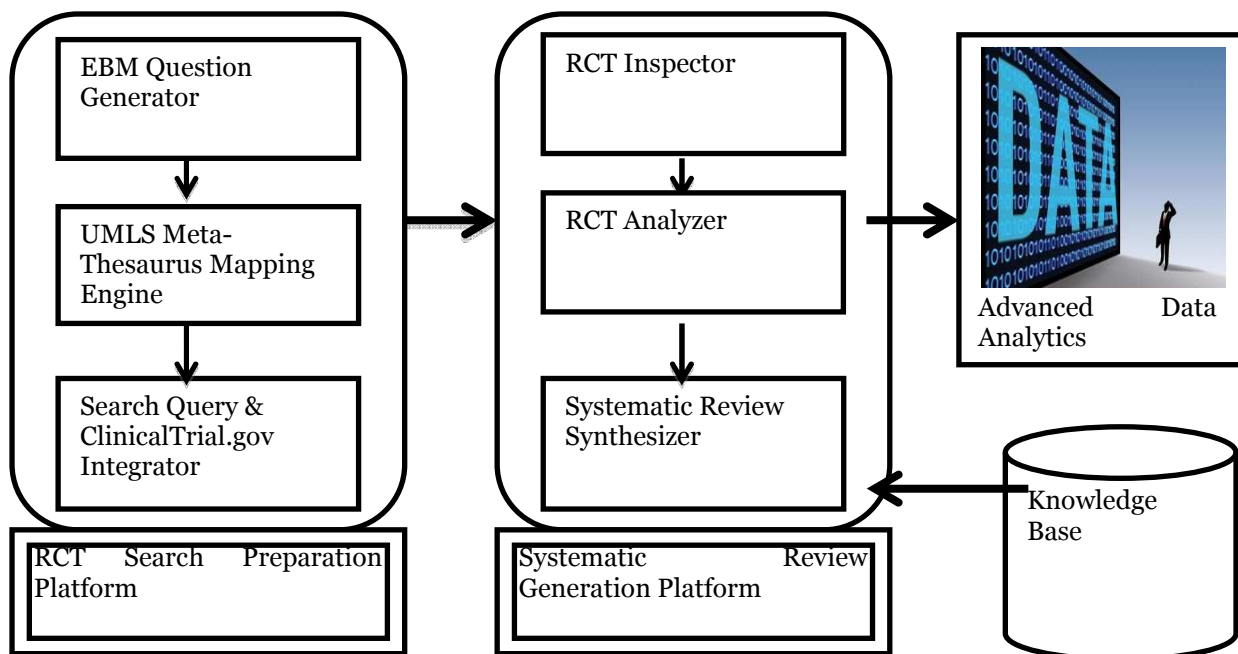 EBM Question
Generator
UMLS Meta-
Thesaurus Mapping
Engine
Search Query &
ClinicalTrial.gov
Integrator
RCT Search Preparation
Platform
RCT Inspector
RCT Analyzer
Systematic Review
Synthesizer
Systematic Review
Generation Platform
DATA
Advanced Data
Analytics
Knowledge
Base